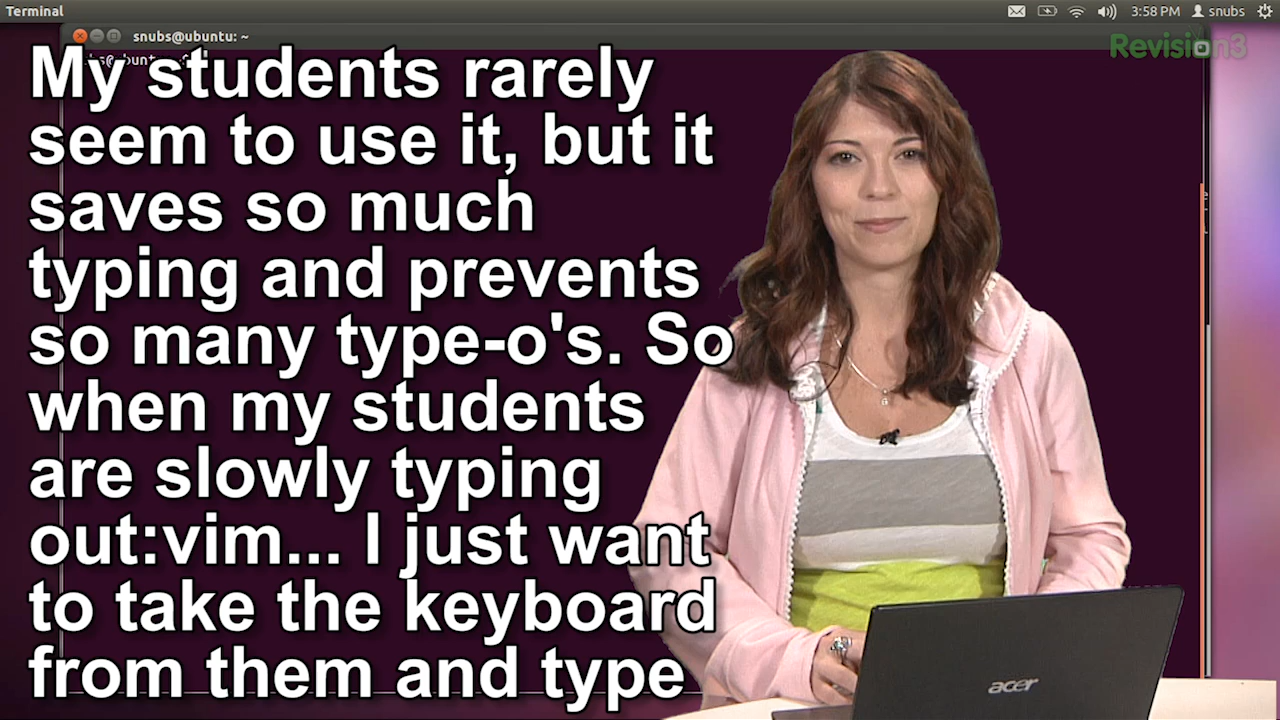 Terminal
3:58 PM
snubs
snubs@ubuntu: ~
Revision3
My students rarely
seem to use it, but it
saves so much
typing and prevents
so many type-o's. So
when my students
are slowly typing
out:vim... I just want
to take the keyboard
from them and type
acer